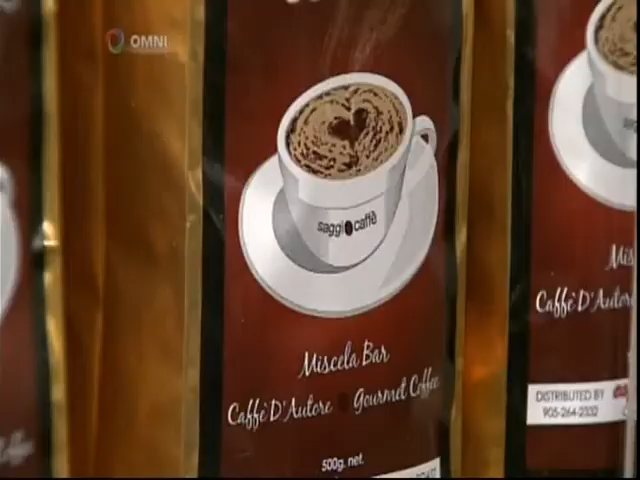 OMNI
saggi caffè
Miscela Bar
Caffè D'Autore Gourmet Coffee
500g. net.
Caffè D'Autore
DISTRIBUTED BY
905-264-2332